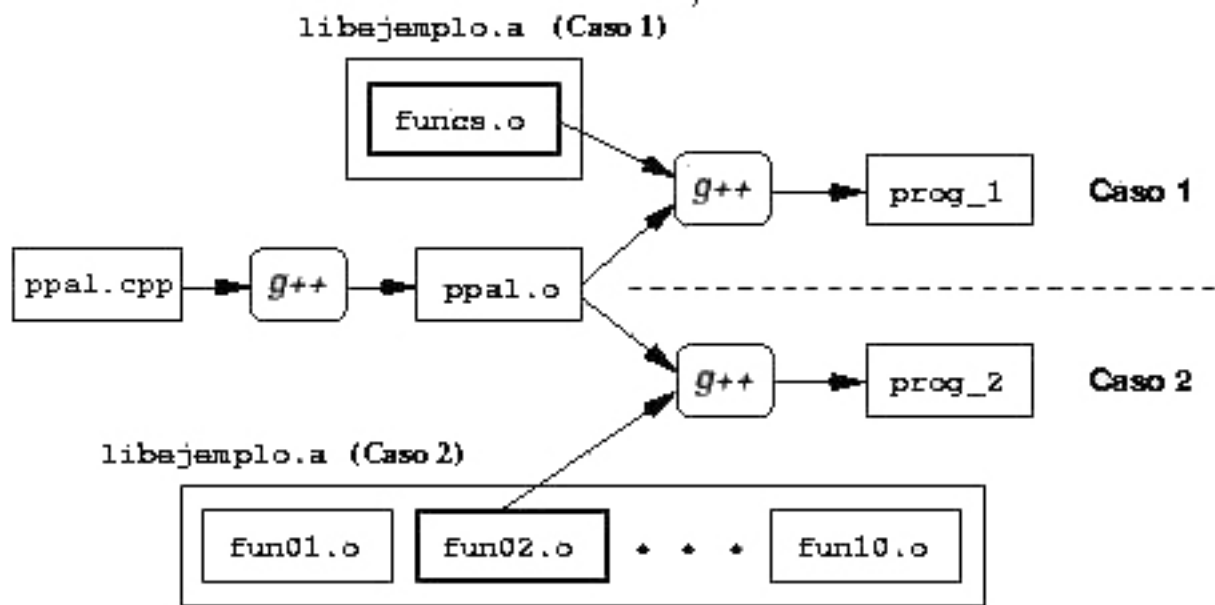 libejemplo.a (Caso 1)
funcs.o
g++
prog_1
Caso 1
ppal.cpp
g++
ppal.o
g++
prog_2
Caso 2
libejemplo.a (Caso 2)
fun01.o
fun02.o
. . .
fun10.o